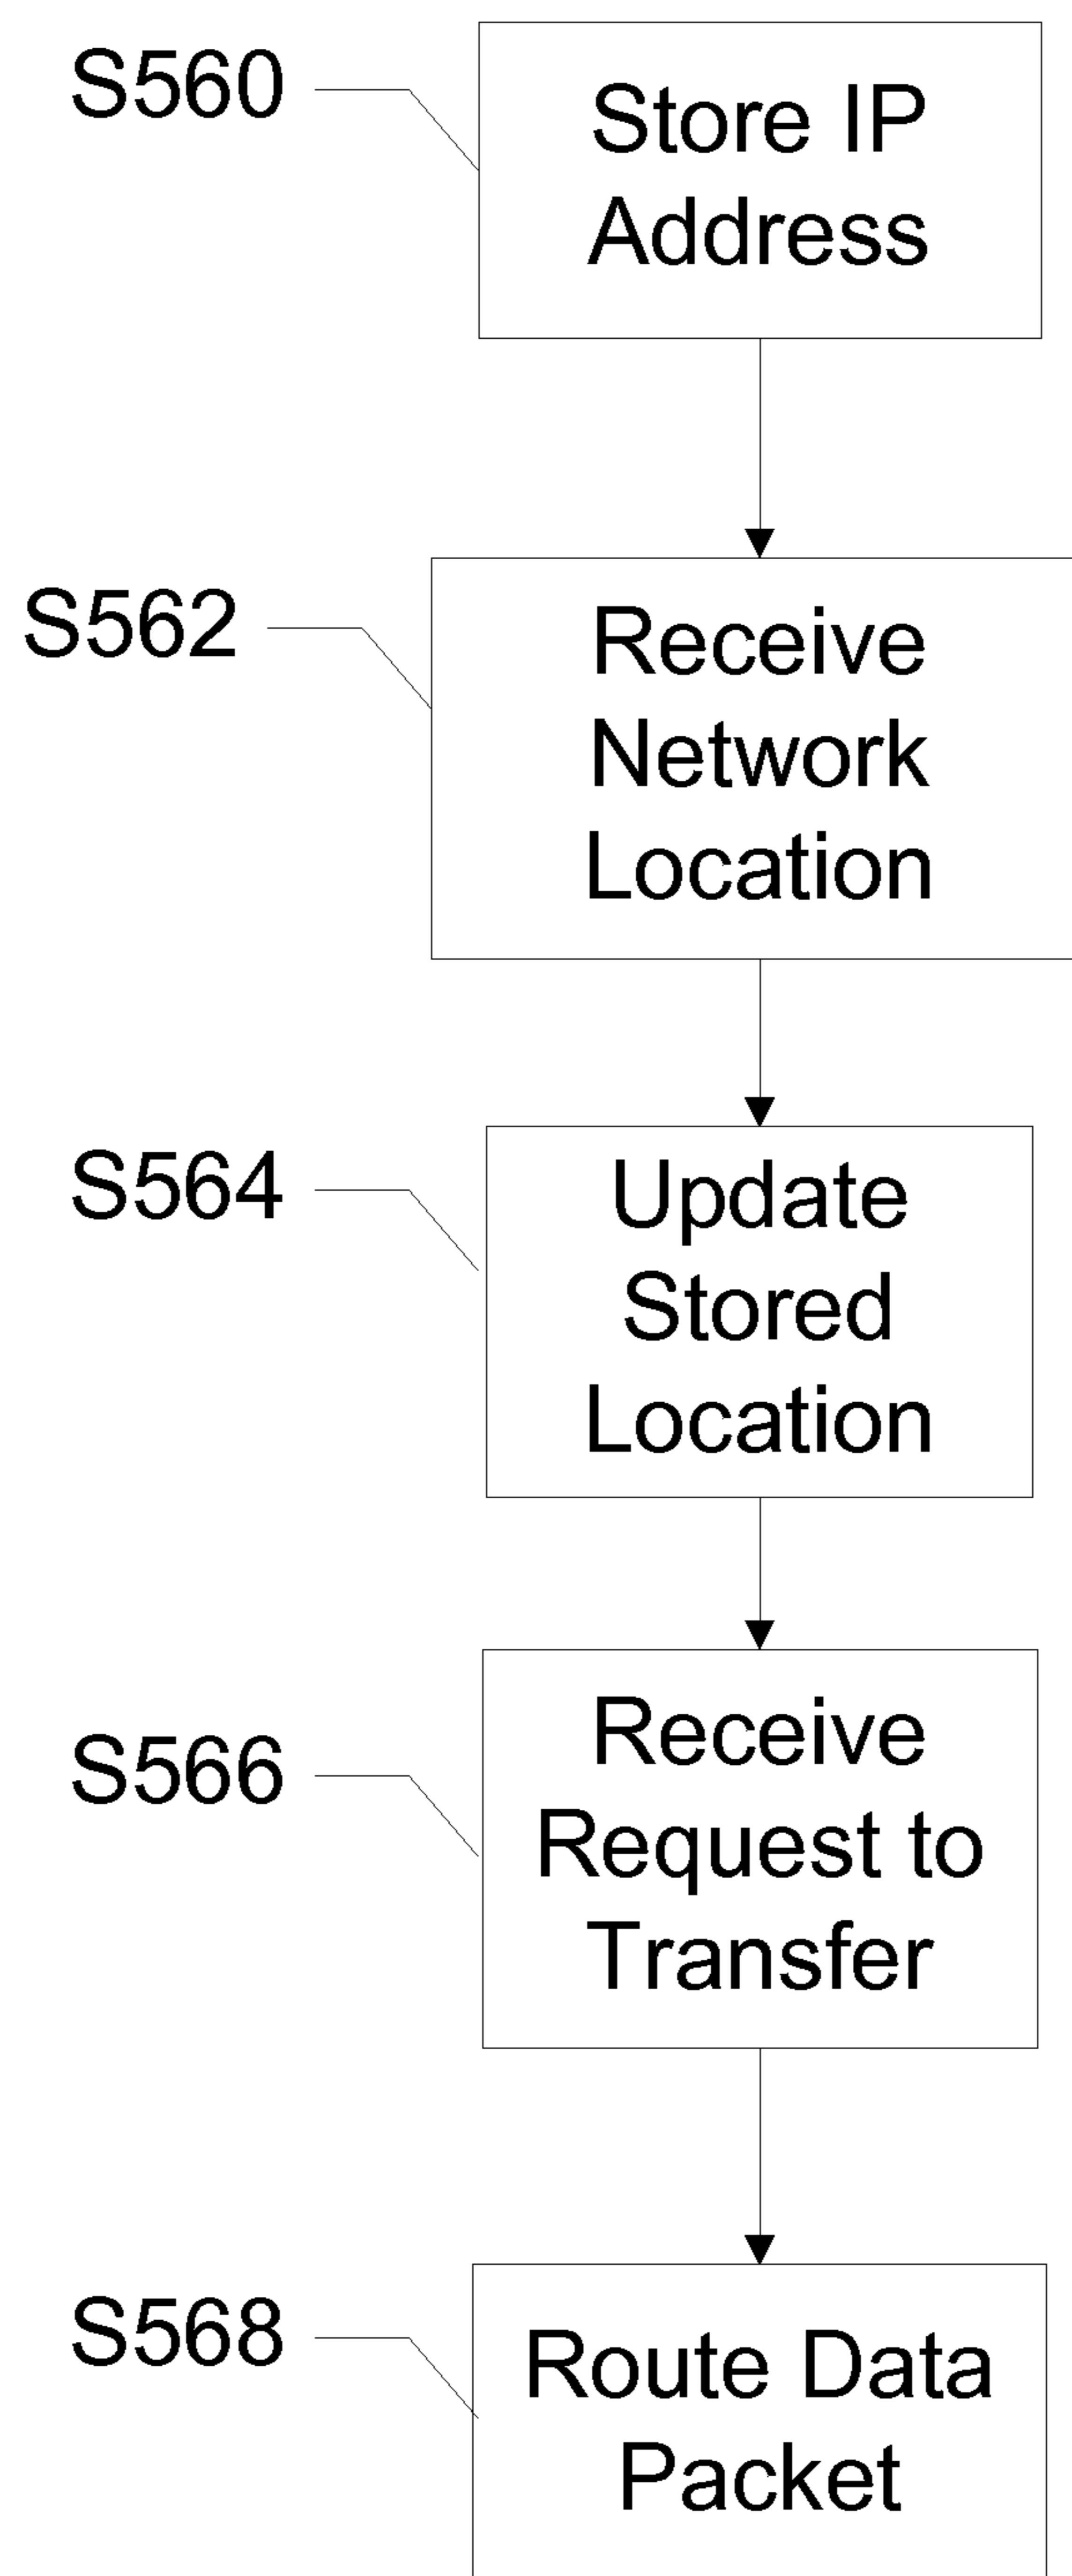 S560
Store IP
Address
S562
Receive
Network
Location
S564
Update
Stored
Location
S566
Receive
Request to
Transfer
S568
Route Data
Packet